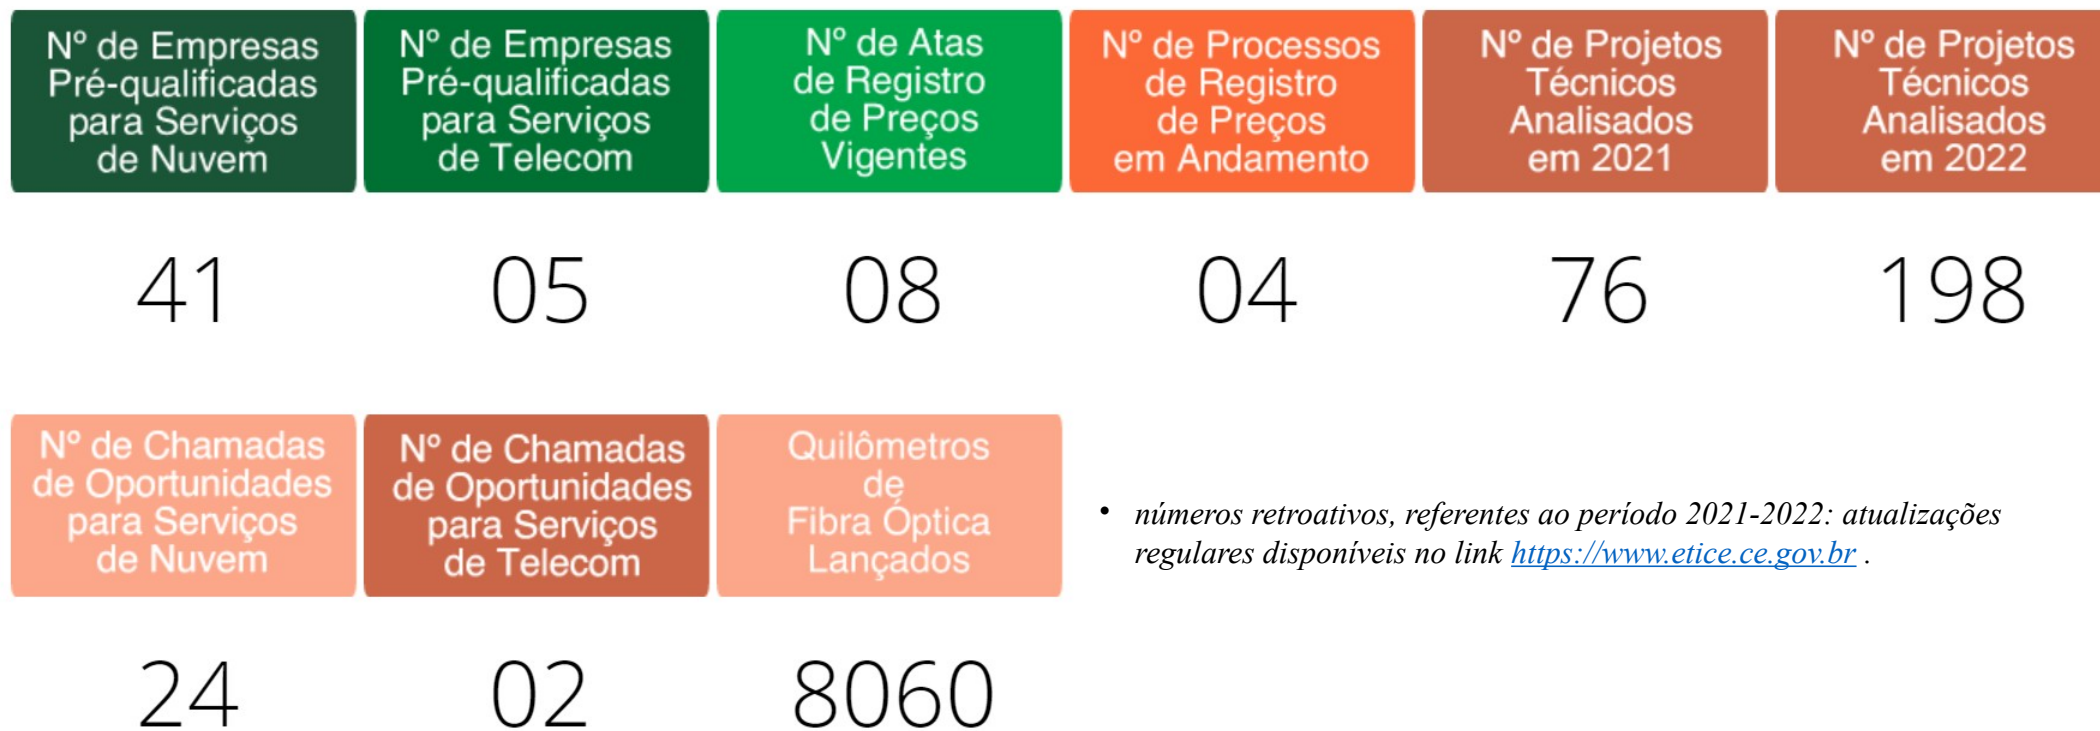 Nº de Empresas
Pré-qualificadas
para Serviços
de Nuvem
Nº de Empresas
Pré-qualificadas
para Serviços
de Telecom
Nº de Atas
de Registro
de Preços
Vigentes
Nº de Processos
de Registro
de Preços
em Andamento
Nº de Projetos
Técnicos
Analisados
em 2021
Nº de Projetos
Técnicos
Analisados
em 2022
41
05
08
04
76
198
Nº de Chamadas
de Oportunidades
para Serviços
de Nuvem
Nº de Chamadas
de Oportunidades
para Serviços
de Telecom
Quilômetros
de
Fibra Óptica
Lançados
• números retroativos, referentes ao período 2021-2022: atualizações
regulares disponíveis no link https://www.etice.ce.gov.br .
24
02
8060